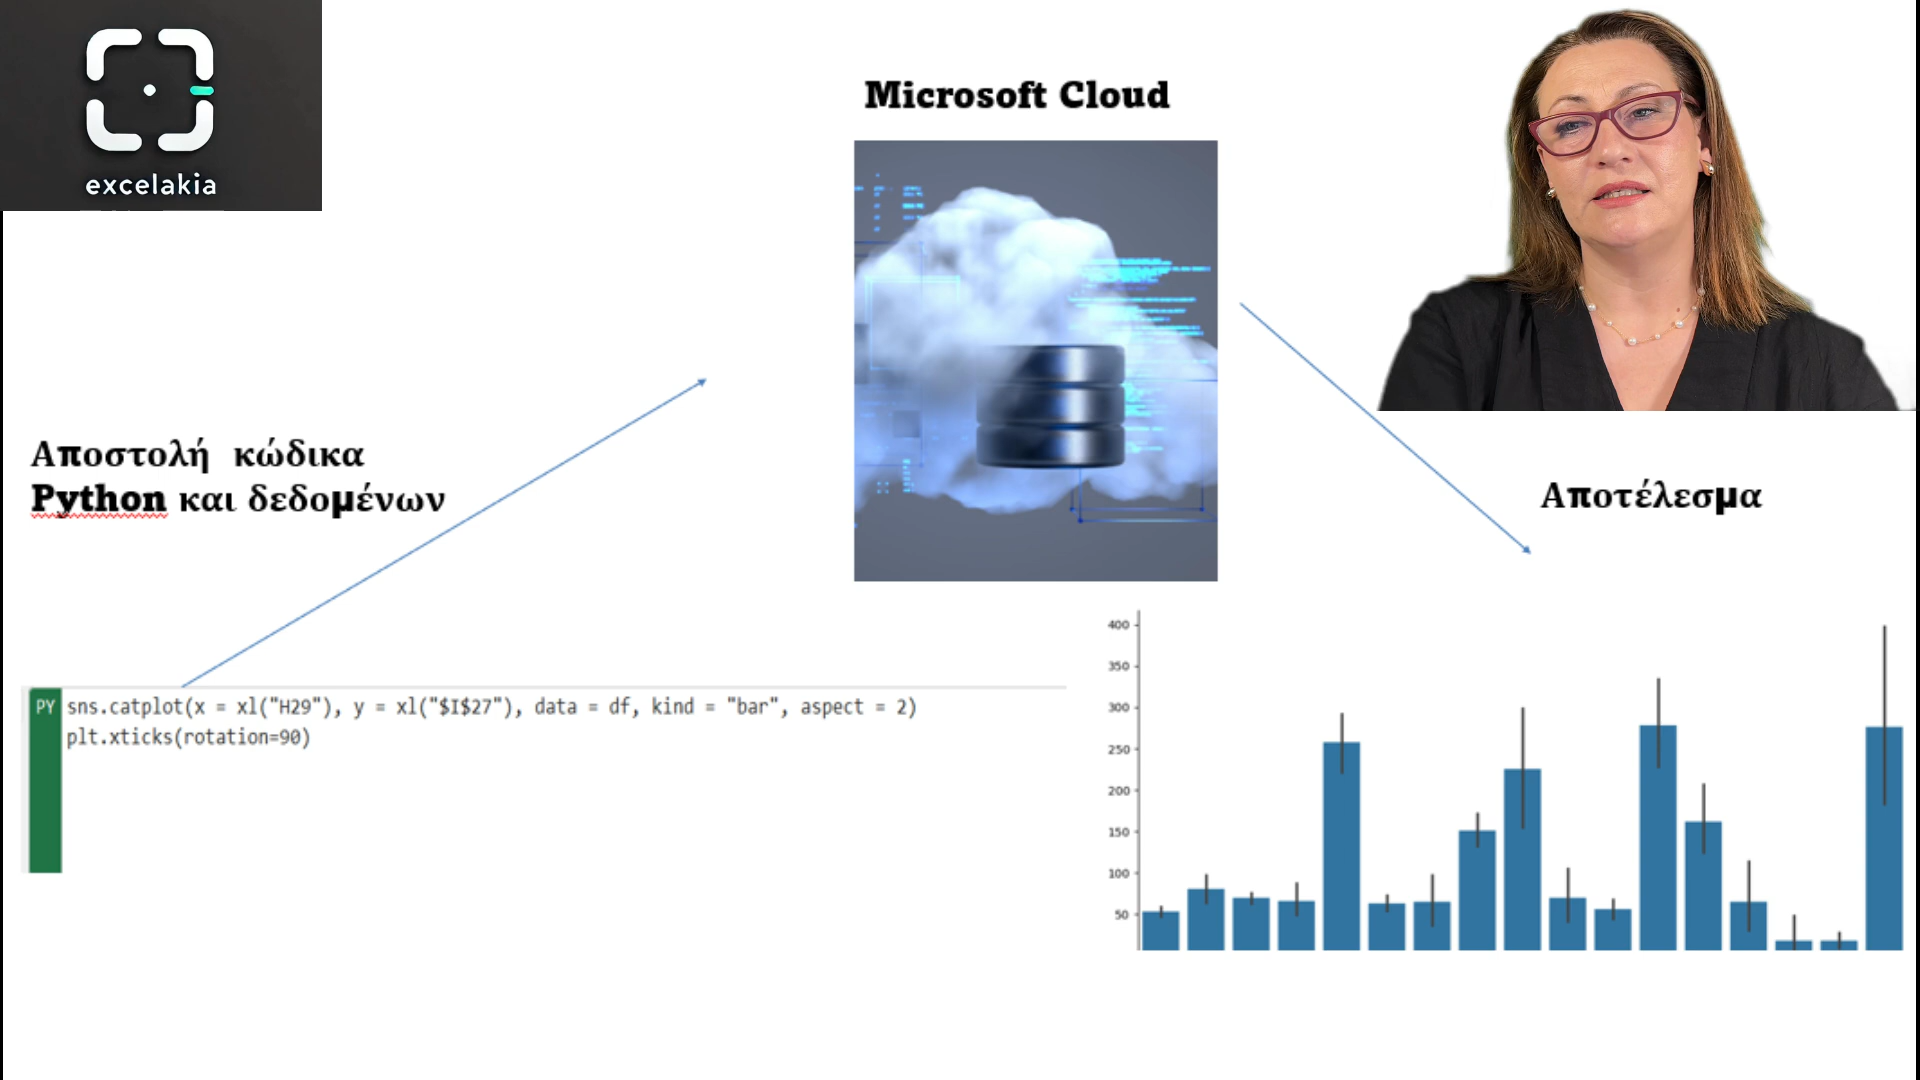 excelakia
Microsoft Cloud
Αποστολή κώδικα
Python και δεδομένων
Αποτέλεσμα
PY
sns.catplot(x = xl("H29"), y = xl("$I$27"), data = df, kind = "bar", aspect = 2)
plt.xticks(rotation=90)
400
350
300
250
200
150
100
50